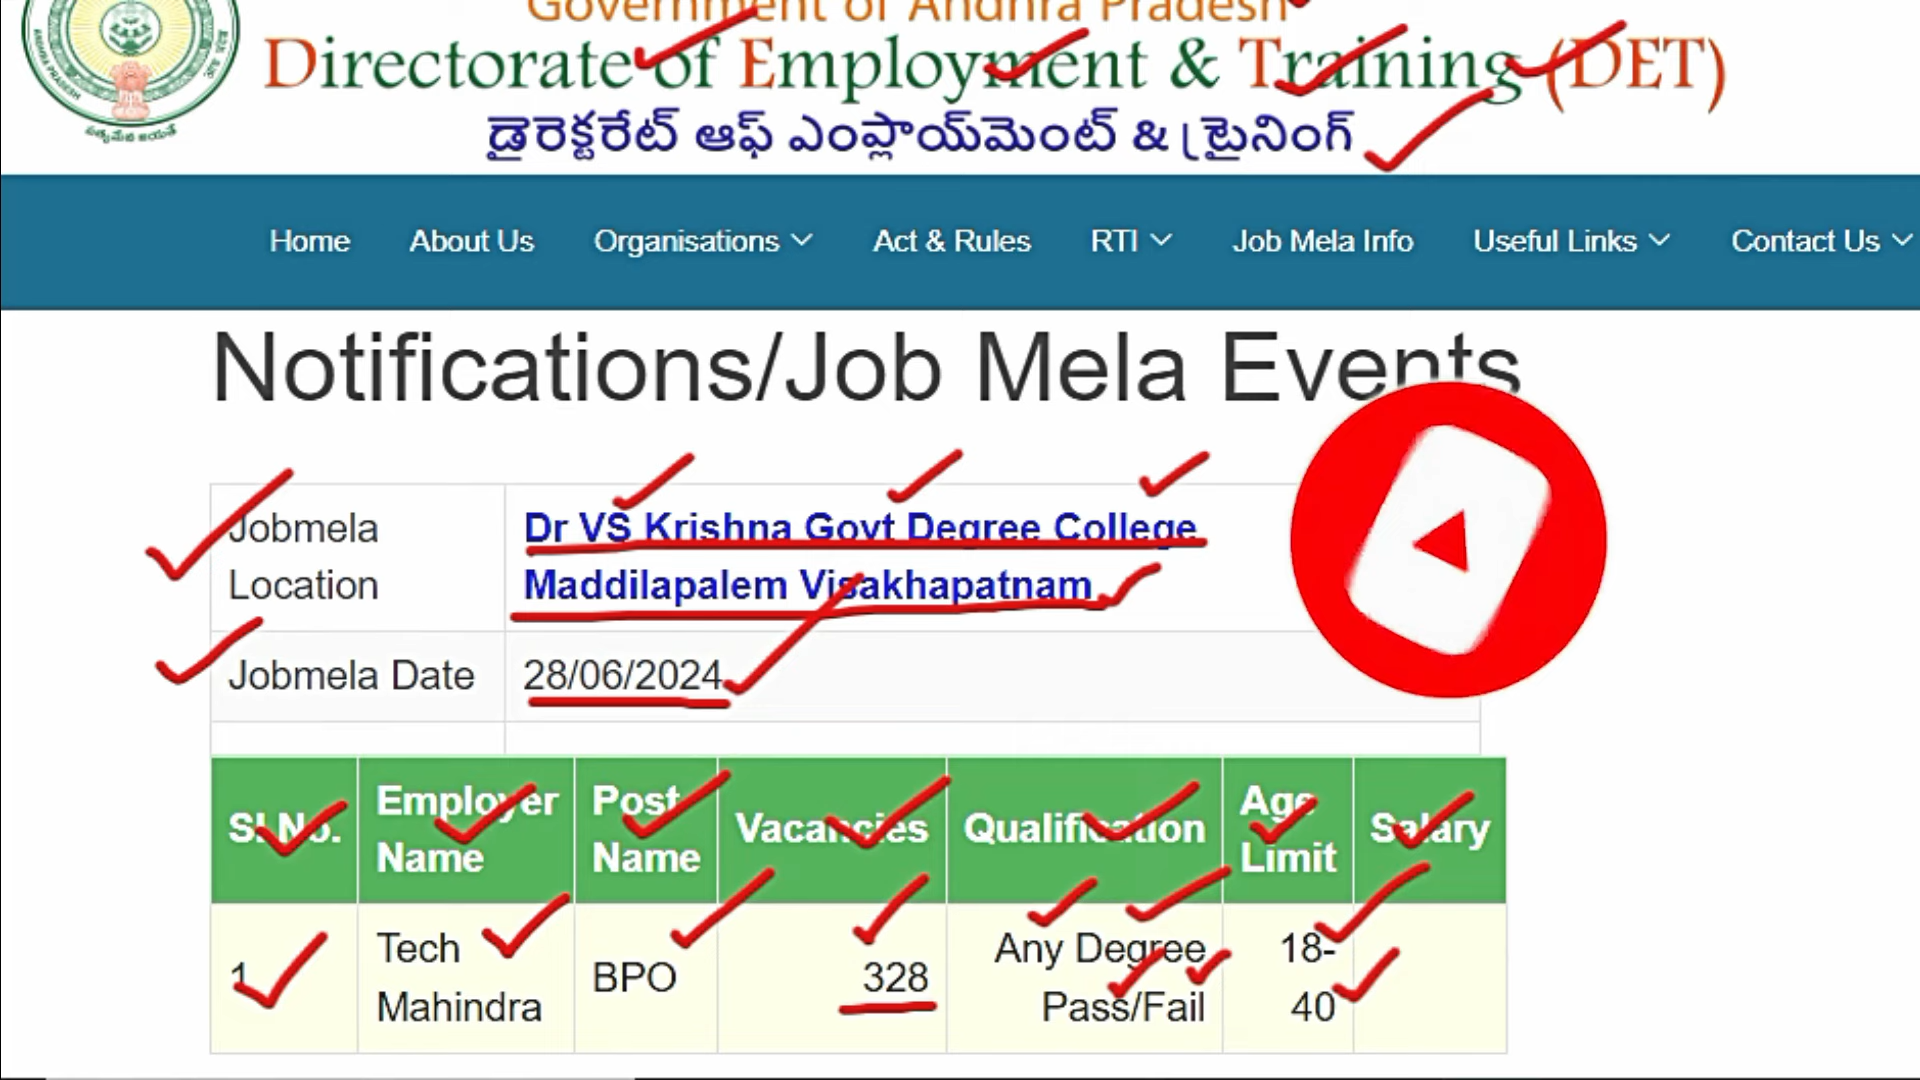 Government of Andhra Pradesh
Directorate of Employment & Training (DET)
డైరెక్టరేట్ ఆఫ్ ఎంప్లాయ్‌మెంట్ & ట్రైనింగ్
సత్యమేవ జయతే
Home About Us Organisations Act & Rules RTI Job Mela Info Useful Links Contact Us
Notifications/Job Mela Events
Jobmela Location
Dr VS Krishna Govt Degree College
Maddilapalem Visakhapatnam
Jobmela Date 28/06/2024
Sl.No. Employer Name Post Name Vacancies Qualification Age Limit Salary
1 Tech Mahindra BPO 328 Any Degree Pass/Fail 18-40